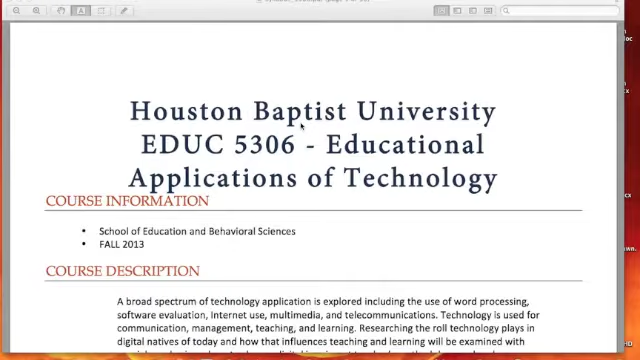 Houston Baptist University
EDUC 5306 - Educational
Applications of Technology
COURSE INFORMATION
• School of Education and Behavioral Sciences
• FALL 2013
COURSE DESCRIPTION
A broad spectrum of technology application is explored including the use of word processing,
software evaluation, Internet use, multimedia, and telecommunications. Technology is used for
communication, management, teaching, and learning. Researching the roll technology plays in
digital natives of today and how that influences teaching and learning will be examined with